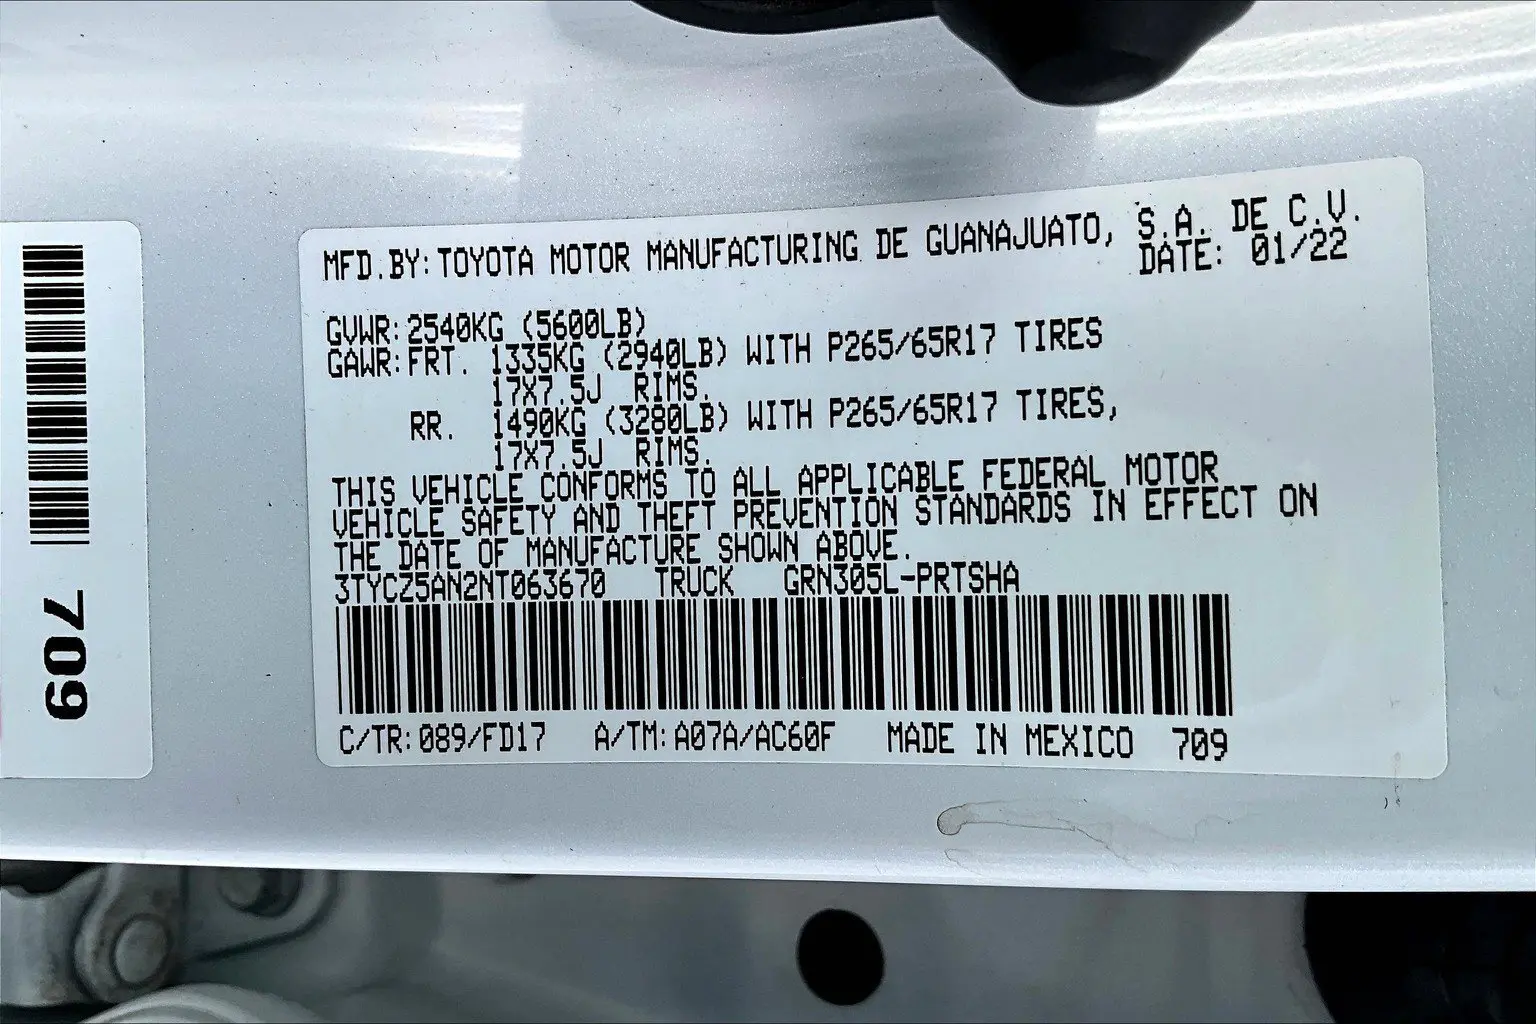 MFD.BY:TOYOTA MOTOR MANUFACTURING DE GUANAJUATO, S.A. DE C.V.
DATE: 01/22
GVWR:2540KG (5600LB)
GAWR:FRT. 1335KG (2940LB) WITH P265/65R17 TIRES
17X7.5J RIMS.
RR. 1490KG (3280LB) WITH P265/65R17 TIRES,
17X7.5J RIMS.
THIS VEHICLE CONFORMS TO ALL APPLICABLE FEDERAL MOTOR
VEHICLE SAFETY AND THEFT PREVENTION STANDARDS IN EFFECT ON
THE DATE OF MANUFACTURE SHOWN ABOVE.
3TYCZ5AN2NT063670 TRUCK GRN305L-PRTSHA
C/TR:089/FD17 A/TM:A07A/AC60F MADE IN MEXICO 709
709